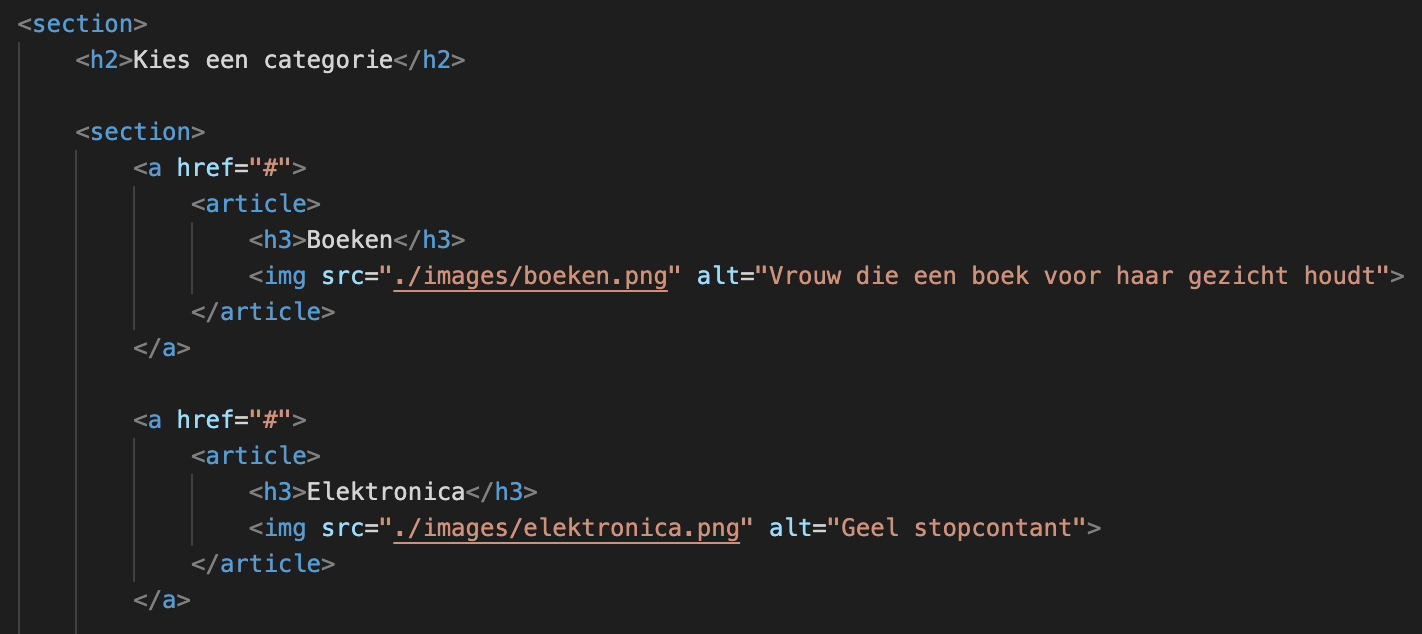 <section>
<h2>Kies een categorie</h2>
<section>
<a href="#">
<article>
<h3>Boeken</h3>
<img src="./images/boeken.png" alt="Vrouw die een boek voor haar gezicht houdt">
</article>
</a>
<a href="#">
<article>
<h3>Elektronica</h3>
<img src="./images/elektronica.png" alt="Geel stopcontant">
</article>
</a>